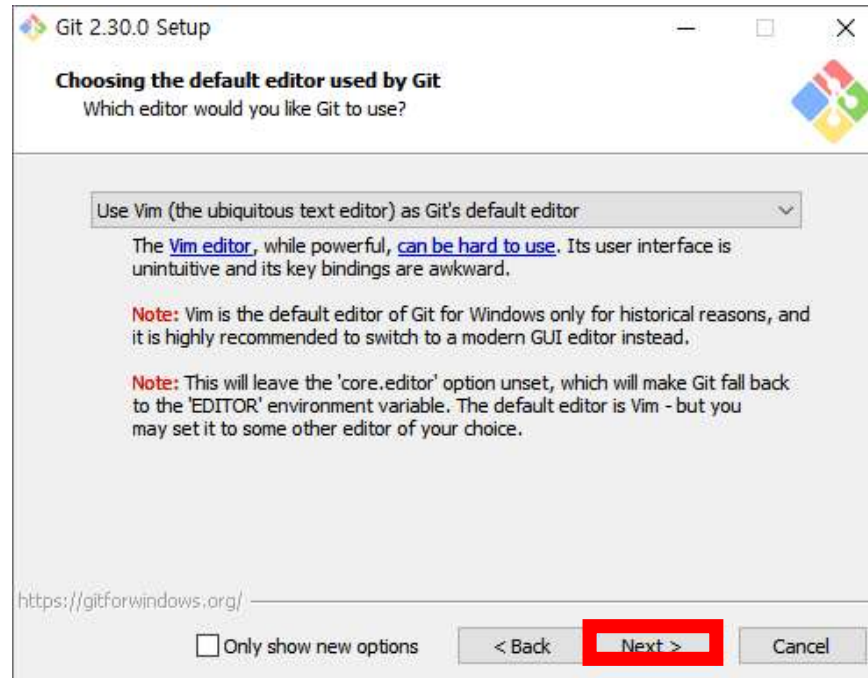 Git 2.30.0 Setup
Choosing the default editor used by Git
Which editor would you like Git to use?
Use Vim (the ubiquitous text editor) as Git's default editor
The Vim editor, while powerful, can be hard to use. Its user interface is
unintuitive and its key bindings are awkward.
Note: Vim is the default editor of Git for Windows only for historical reasons, and
it is highly recommended to switch to a modern GUI editor instead.
Note: This will leave the 'core.editor' option unset, which will make Git fall back
to the 'EDITOR' environment variable. The default editor is Vim - but you
may set it to some other editor of your choice.
https://gitforwindows.org/
Only show new options
< Back
Next >
Cancel